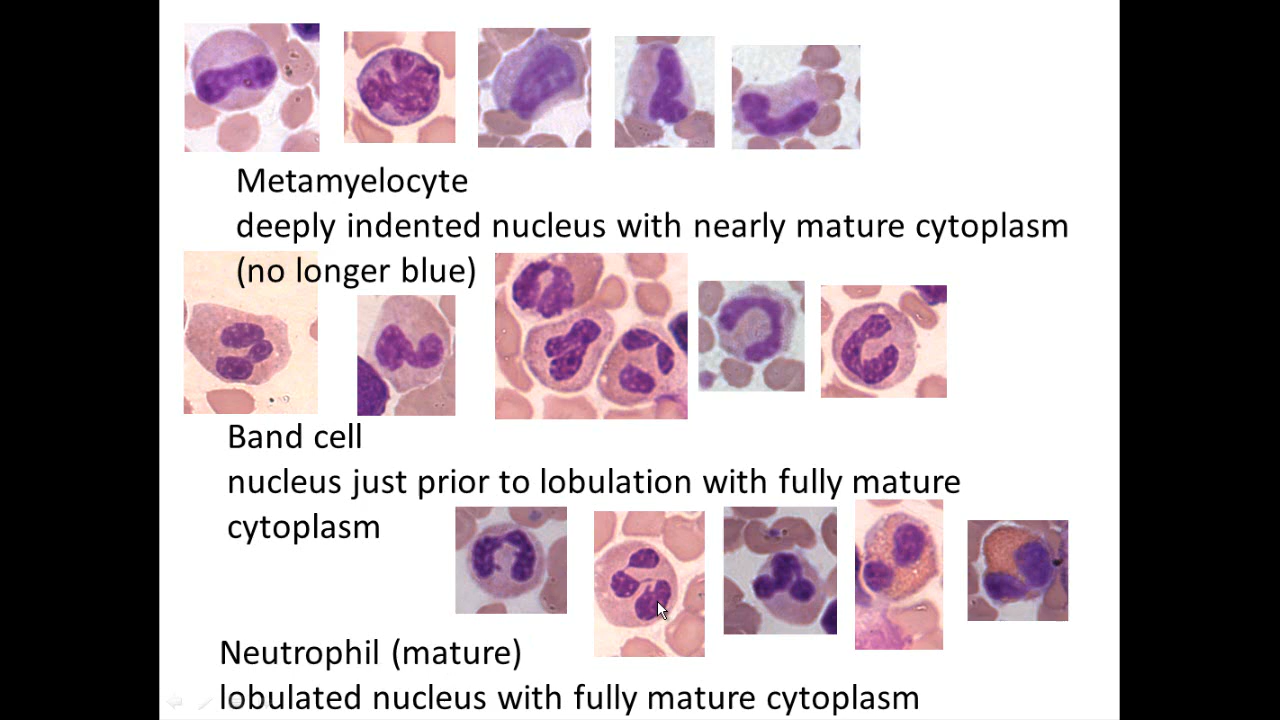 Metamyelocyte
deeply indented nucleus with nearly mature cytoplasm
(no longer blue)
Band cell
nucleus just prior to lobulation with fully mature
cytoplasm
Neutrophil (mature)
lobulated nucleus with fully mature cytoplasm